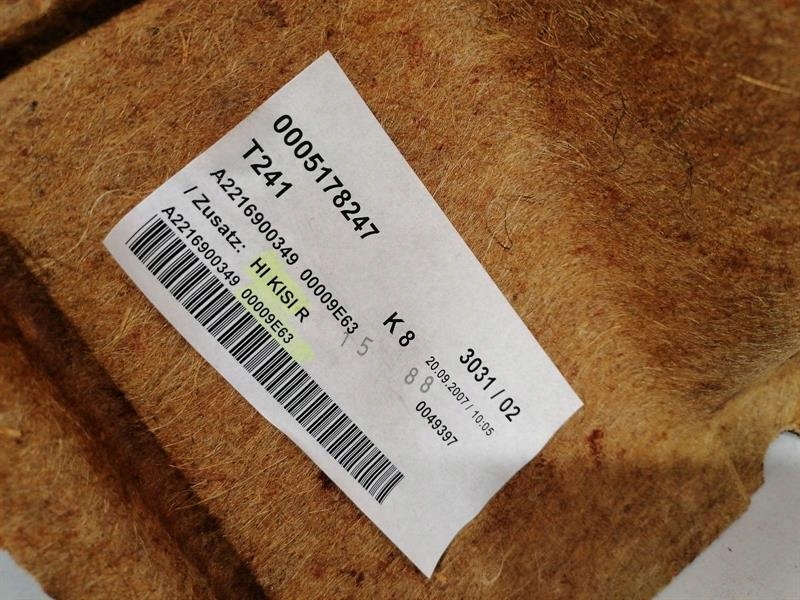 0005178247
T241
A2216900349 00009E63
/ Zusatz: HI KISI R
A2216900349 00009E63
K 8
15
88
3031 / 02
20.09.2007 / 10:05
0049397